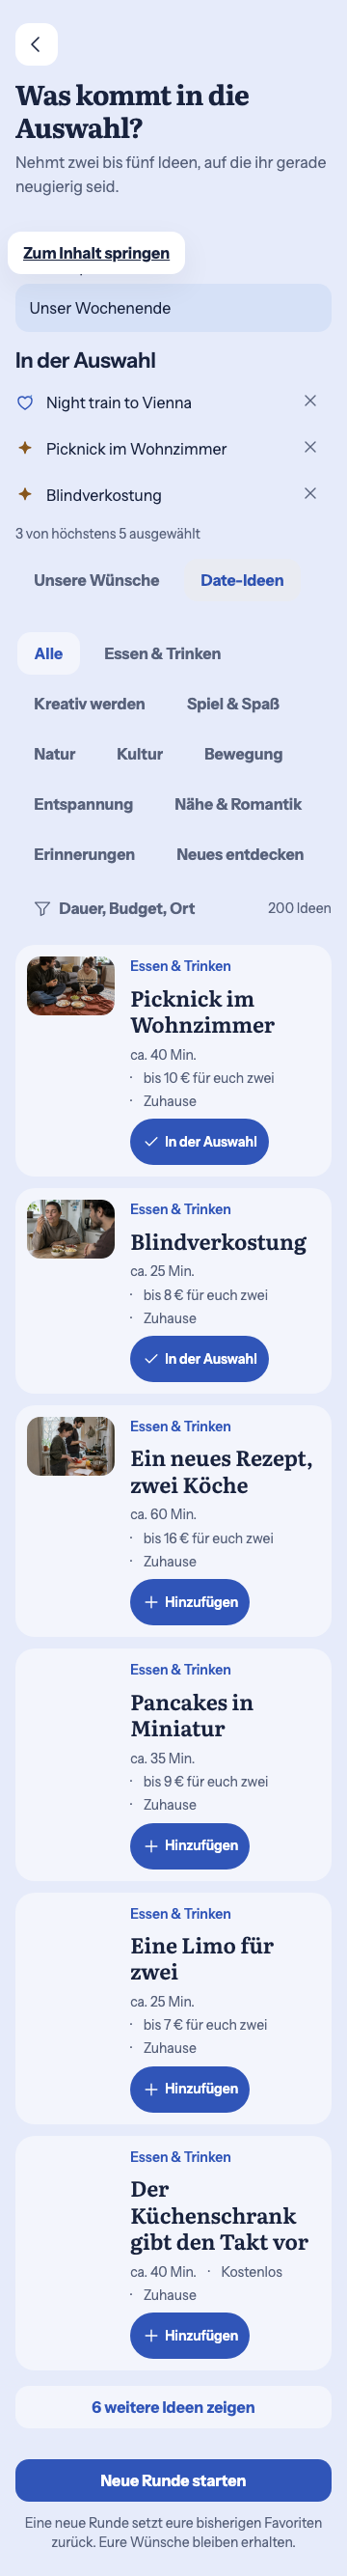 Was kommt in die
Auswahl?
Nehmt zwei bis fünf Ideen, auf die ihr gerade
neugierig seid.
Zum Inhalt springen
Unser Wochenende
In der Auswahl
Night train to Vienna
Picknick im Wohnzimmer
Blindverkostung
3 von höchstens 5 ausgewählt
Unsere Wünsche
Date-Ideen
Alle
Essen & Trinken
Kreativ werden
Spiel & Spaß
Natur
Kultur
Bewegung
Entspannung
Nähe & Romantik
Erinnerungen
Neues entdecken
Dauer, Budget, Ort
200 Ideen
Essen & Trinken
Picknick im
Wohnzimmer
ca. 40 Min.
· bis 10 € für euch zwei
· Zuhause
In der Auswahl
Essen & Trinken
Blindverkostung
ca. 25 Min.
· bis 8 € für euch zwei
· Zuhause
In der Auswahl
Essen & Trinken
Ein neues Rezept,
zwei Köche
ca. 60 Min.
· bis 16 € für euch zwei
· Zuhause
Hinzufügen
Essen & Trinken
Pancakes in
Miniatur
ca. 35 Min.
· bis 9 € für euch zwei
· Zuhause
Hinzufügen
Essen & Trinken
Eine Limo für
zwei
ca. 25 Min.
· bis 7 € für euch zwei
· Zuhause
Hinzufügen
Essen & Trinken
Der
Küchenschrank
gibt den Takt vor
ca. 40 Min. · Kostenlos
· Zuhause
Hinzufügen
6 weitere Ideen zeigen
Neue Runde starten
Eine neue Runde setzt eure bisherigen Favoriten
zurück. Eure Wünsche bleiben erhalten.